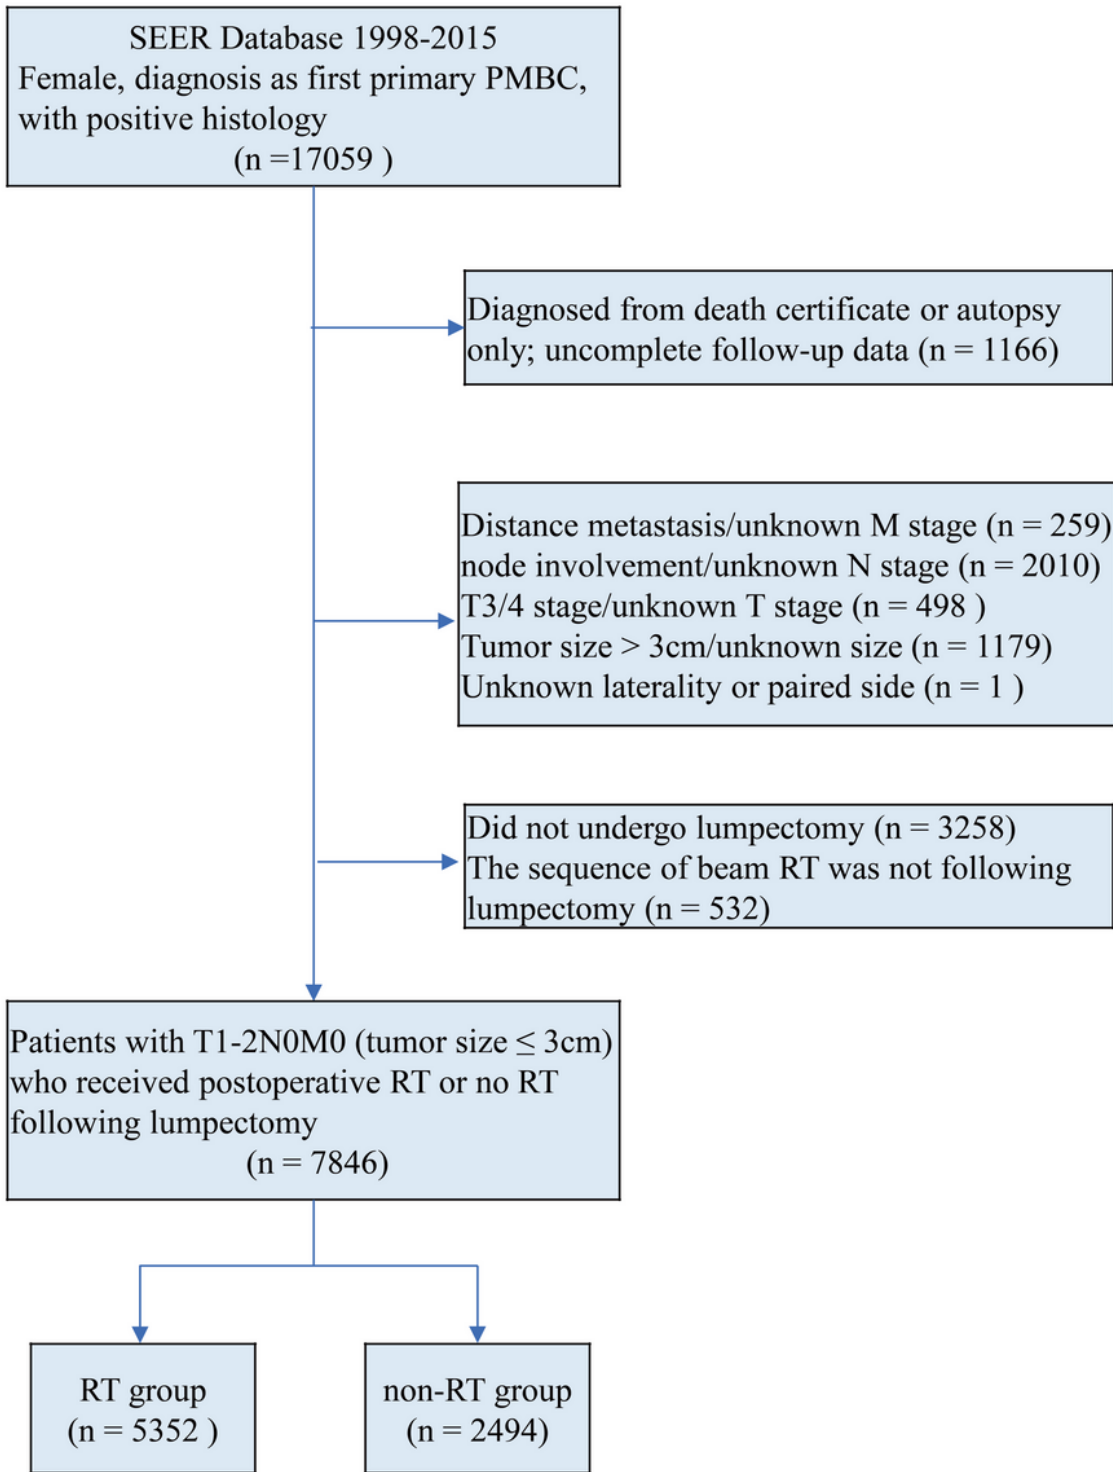 SEER Database 1998-2015
Female, diagnosis as first primary PMBC,
with positive histology
(n =17059 )
Diagnosed from death certificate or autopsy
only; uncomplete follow-up data (n = 1166)
Distance metastasis/unknown M stage (n = 259)
node involvement/unknown N stage (n = 2010)
T3/4 stage/unknown T stage (n = 498 )
Tumor size > 3cm/unknown size (n = 1179)
Unknown laterality or paired side (n = 1 )
Did not undergo lumpectomy (n = 3258)
The sequence of beam RT was not following
lumpectomy (n = 532)
Patients with T1-2N0M0 (tumor size ≤ 3cm)
who received postoperative RT or no RT
following lumpectomy
(n = 7846)
RT group
(n = 5352 )
non-RT group
(n = 2494)